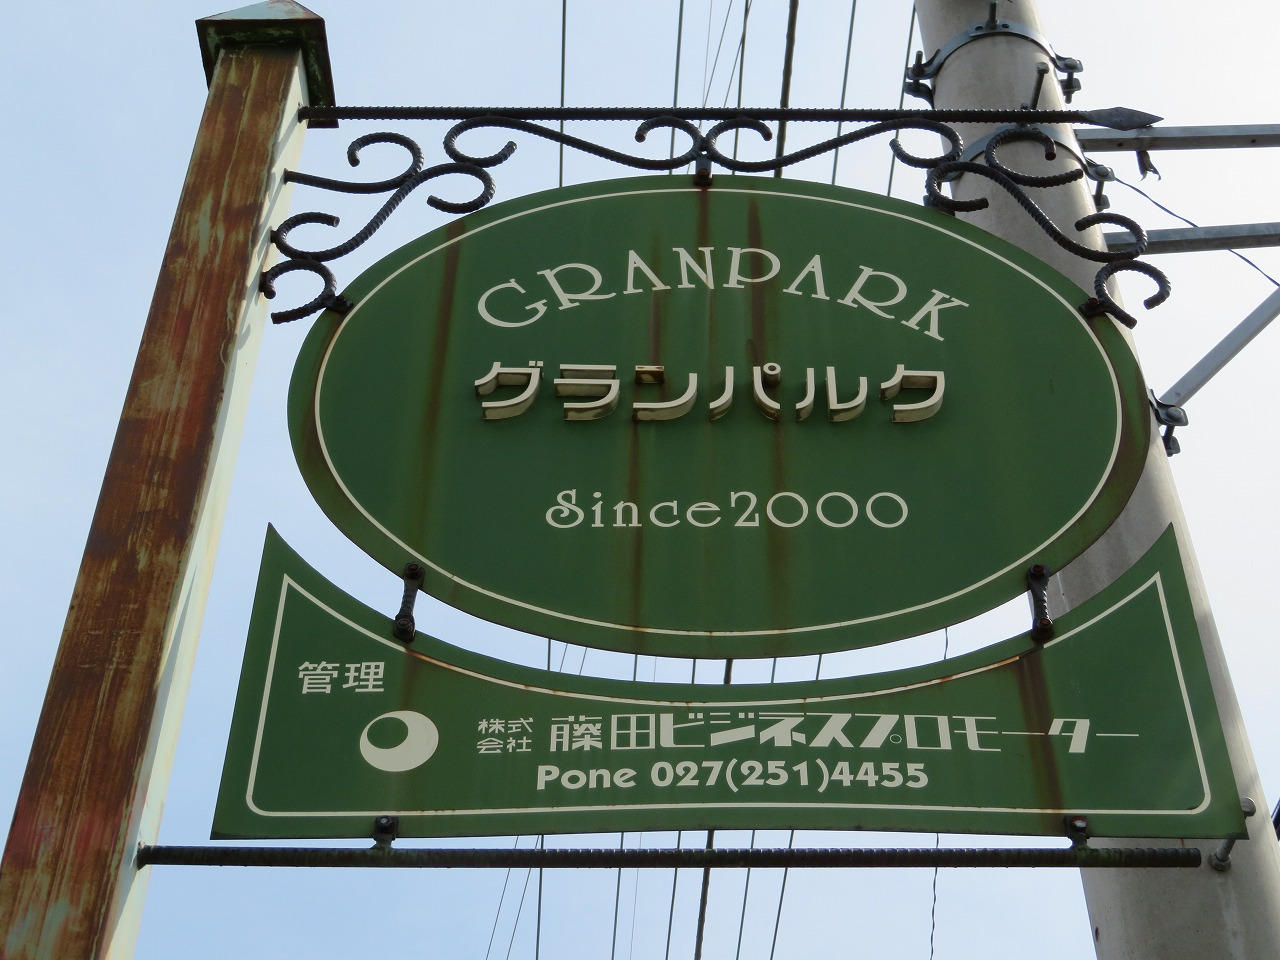 GRANPARK
グランパルク
Since2000
管理
株式会社 藤田ビジネスプロモーター
Pone 027(251)4455